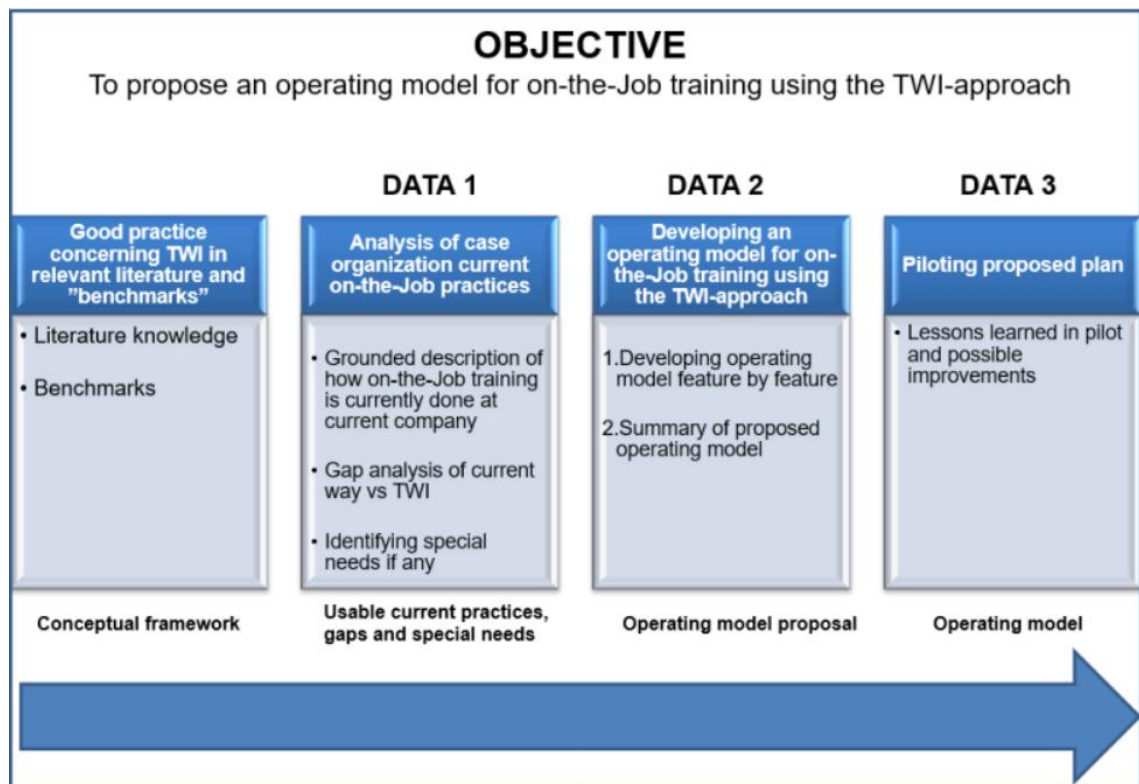 OBJECTIVE
To propose an operating model for on-the-Job training using the TWI-approach
DATA 1
DATA 2
DATA 3
Good practice
concerning TWI in
relevant literature and
”benchmarks”
• Literature knowledge
• Benchmarks
Conceptual framework
Analysis of case
organization current
on-the-Job practices
• Grounded description of
how on-the-Job training
is currently done at
current company
• Gap analysis of current
way vs TWI
• Identifying special
needs if any
Usable current practices,
gaps and special needs
Developing an
operating model for on-
the-Job training using
the TWI-approach
1.Developing operating
model feature by feature
2.Summary of proposed
operating model
Operating model proposal
Piloting proposed plan
• Lessons learned in pilot
and possible
improvements
Operating model